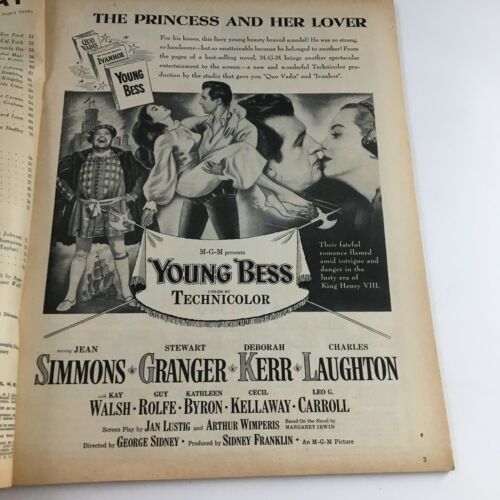 AY
THIRTY YEARS
THE PRINCESS AND HER LOVER
QUO VADIS
IVANHOE
YOUNG BESS
For his kisses, this fiery young beauty braved scandal! He was so strong,
so handsome—but so unattainable because he belonged to another! From
the pages of a best-selling novel, M-G-M brings another spectacular
entertainment to the screen—a new and wonderful Technicolor pro-
duction by the studio that gave you "Quo Vadis" and "Ivanhoe".
M-G-M presents
YOUNG BESS
COLOR BY
TECHNICOLOR
Their fateful
romance flamed
amid intrigue and
danger in the
lusty era of
King Henry VIII.
starring JEAN SIMMONS · STEWART GRANGER · DEBORAH KERR · CHARLES LAUGHTON
with KAY WALSH · GUY ROLFE · KATHLEEN BYRON · CECIL KELLAWAY · LEO G. CARROLL
Screen Play by JAN LUSTIG and ARTHUR WIMPERIS Based On the Novel by MARGARET IRWIN
Directed by GEORGE SIDNEY · Produced by SIDNEY FRANKLIN · An M-G-M Picture
P
3